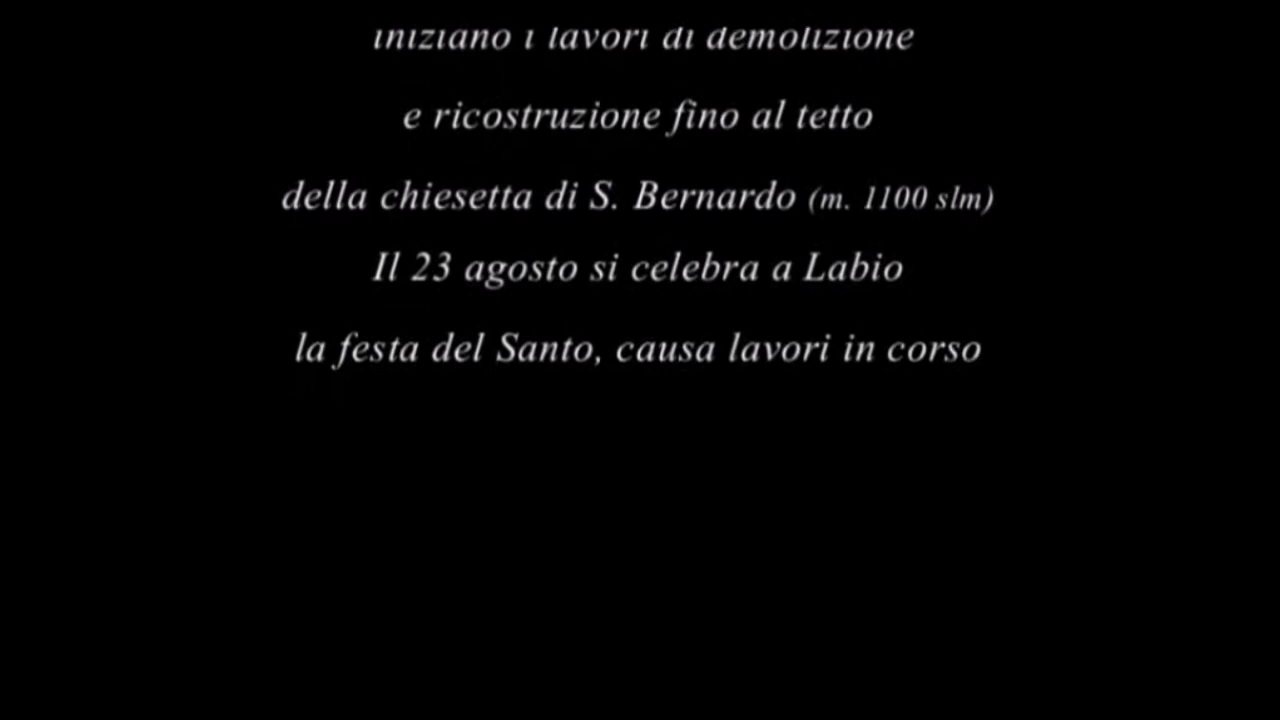 iniziano i lavori di demolizione
e ricostruzione fino al tetto
della chiesetta di S. Bernardo (m. 1100 slm)
Il 23 agosto si celebra a Labio
la festa del Santo, causa lavori in corso